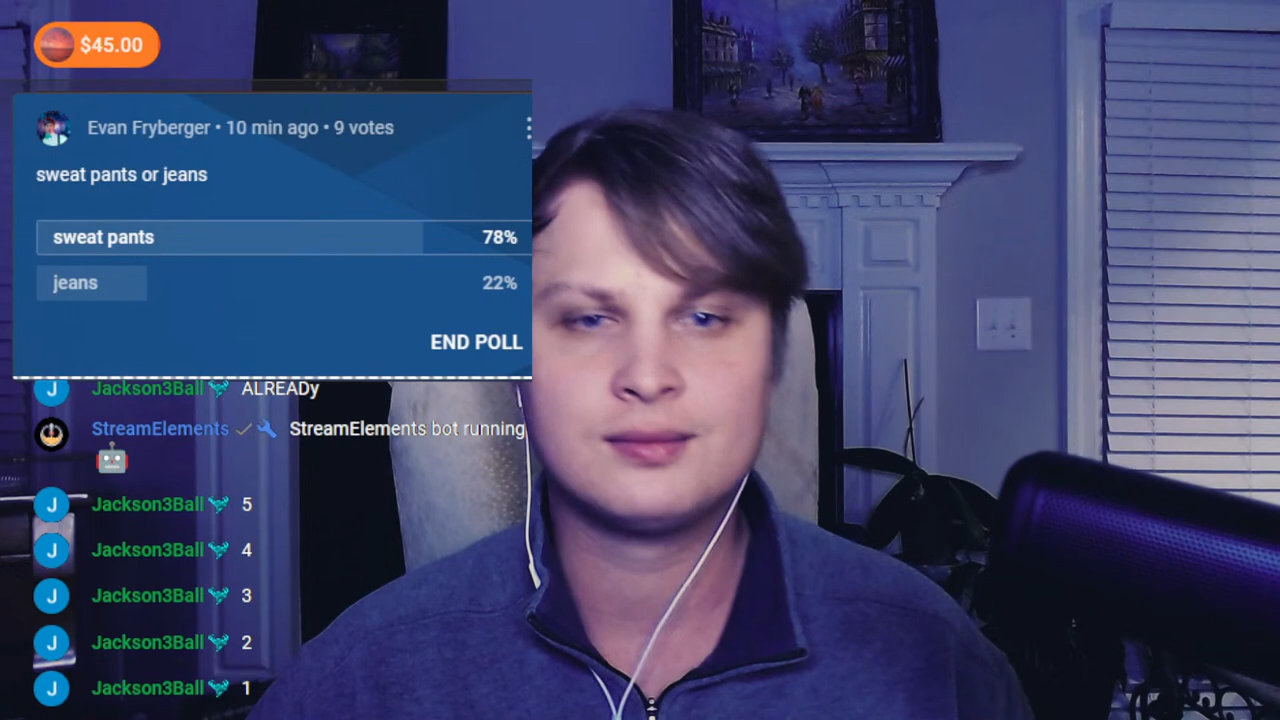 $45.00
Evan Fryberger • 10 min ago • 9 votes
sweat pants or jeans
sweat pants 78%
jeans 22%
END POLL
J Jackson3Ball ALREADy
StreamElements StreamElements bot running
J Jackson3Ball 5
J Jackson3Ball 4
J Jackson3Ball 3
J Jackson3Ball 2
J Jackson3Ball 1